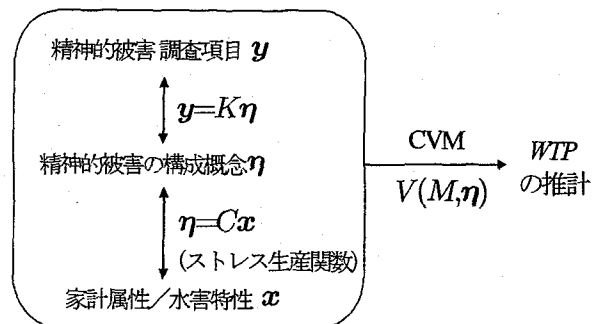 精神的被害 調査項目 y
y=Kη
精神的被害の構成概念η
η=Cx
(ストレス生産関数)
家計属性／水害特性 x
CVM
V(M,η)
WTP
の推計